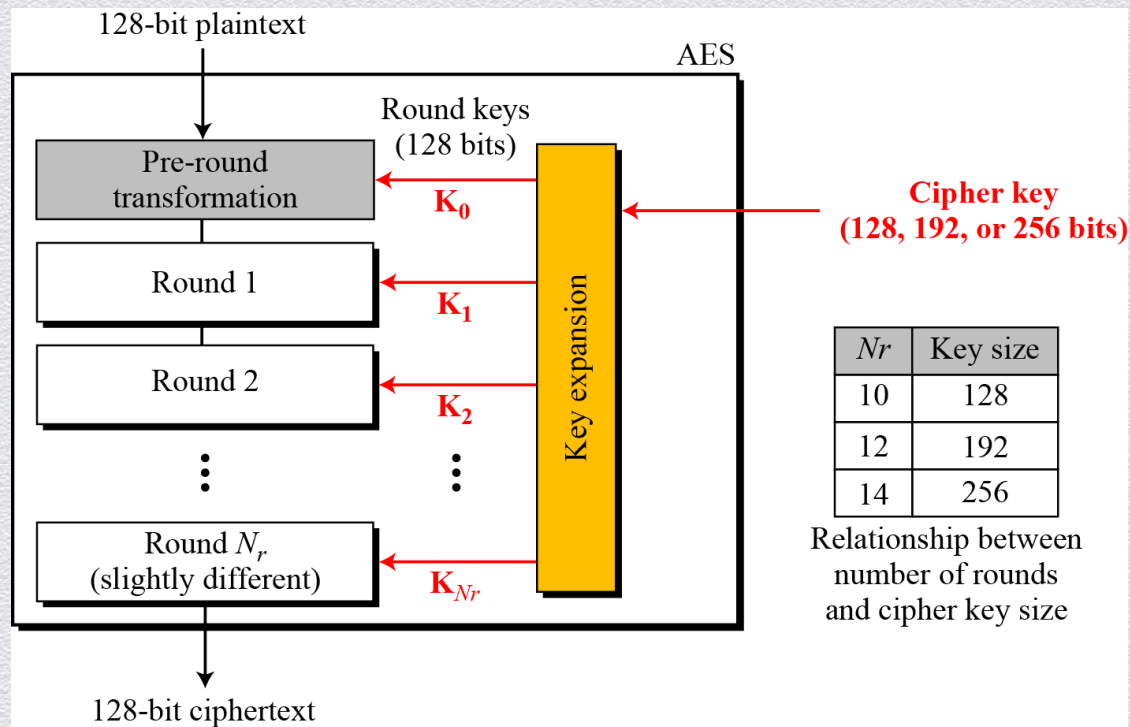 128-bit plaintext
AES
Round keys
(128 bits)
Pre-round
transformation
K0
Cipher key
(128, 192, or 256 bits)
Round 1
K1
Round 2
K2
Key expansion
Round Nr
(slightly different)
KNr
Nr Key size
10 128
12 192
14 256
Relationship between
number of rounds
and cipher key size
128-bit ciphertext